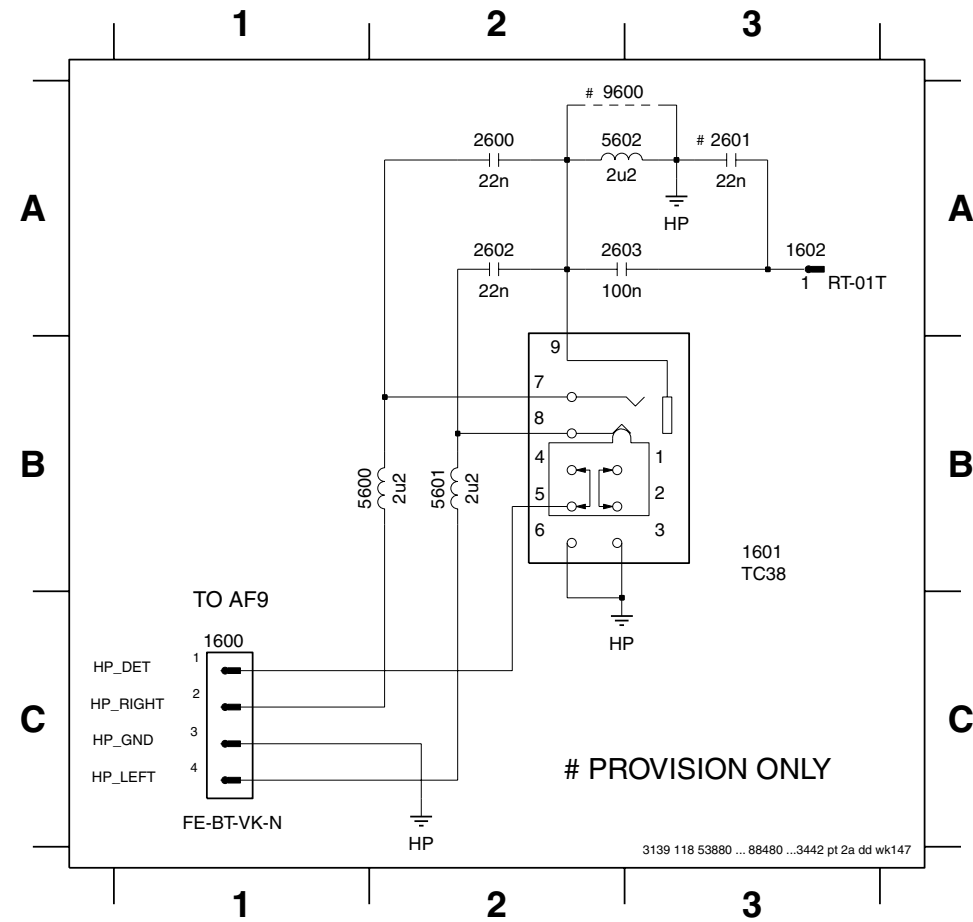 1 2 3
# 9600
2600 5602 # 2601
22n 2u2 22n
A A
HP
2602 2603 1602
22n 100n 1 RT-01T
9
7
8
B B
4 1
5600 2u2 5601 2u2 5 2
6 3
1601
TC38
TO AF9
1600 HP
HP_DET 1
HP_RIGHT 2
C C
HP_GND 3
HP_LEFT 4
# PROVISION ONLY
FE-BT-VK-N
HP
3139 118 53880 ... 88480 ...3442 pt 2a dd wk147
1 2 3